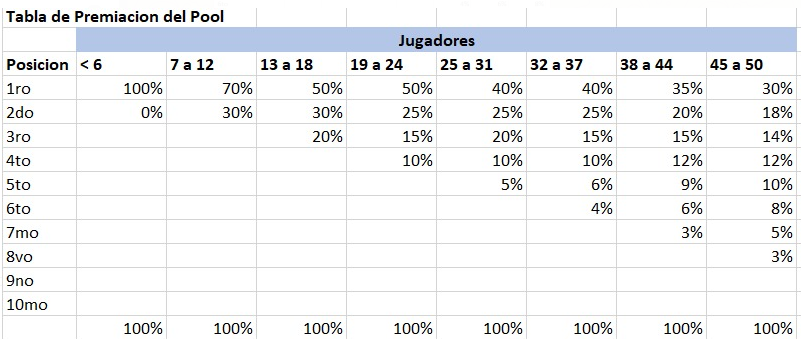 Tabla de Premiacion del Pool
Jugadores
Posicion < 6 7 a 12 13 a 18 19 a 24 25 a 31 32 a 37 38 a 44 45 a 50
1ro 100% 70% 50% 50% 40% 40% 35% 30%
2do 0% 30% 30% 25% 25% 25% 20% 18%
3ro 20% 15% 20% 15% 15% 14%
4to 10% 10% 10% 12% 12%
5to 5% 6% 9% 10%
6to 4% 6% 8%
7mo 3% 5%
8vo 3%
9no
10mo
100% 100% 100% 100% 100% 100% 100% 100%